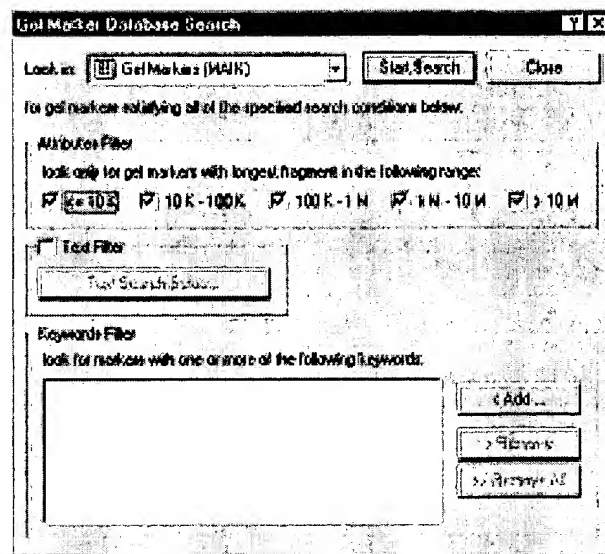 Gel Marker Database Search
Look in: Gel Markers (MAIN) Start Search Close
for gel markers satisfying all of the specified search conditions below:
Attributes Filter
look only for gel markers with longest fragment in the following range:
<= 10 K 10 K - 100 K 100 K - 1 M 1 M - 10 M > 10 M
Text Filter
Text Search Setup...
Keywords Filter
look for markers with one or more of the following keywords:
< Add ...
> Remove
>> Remove All